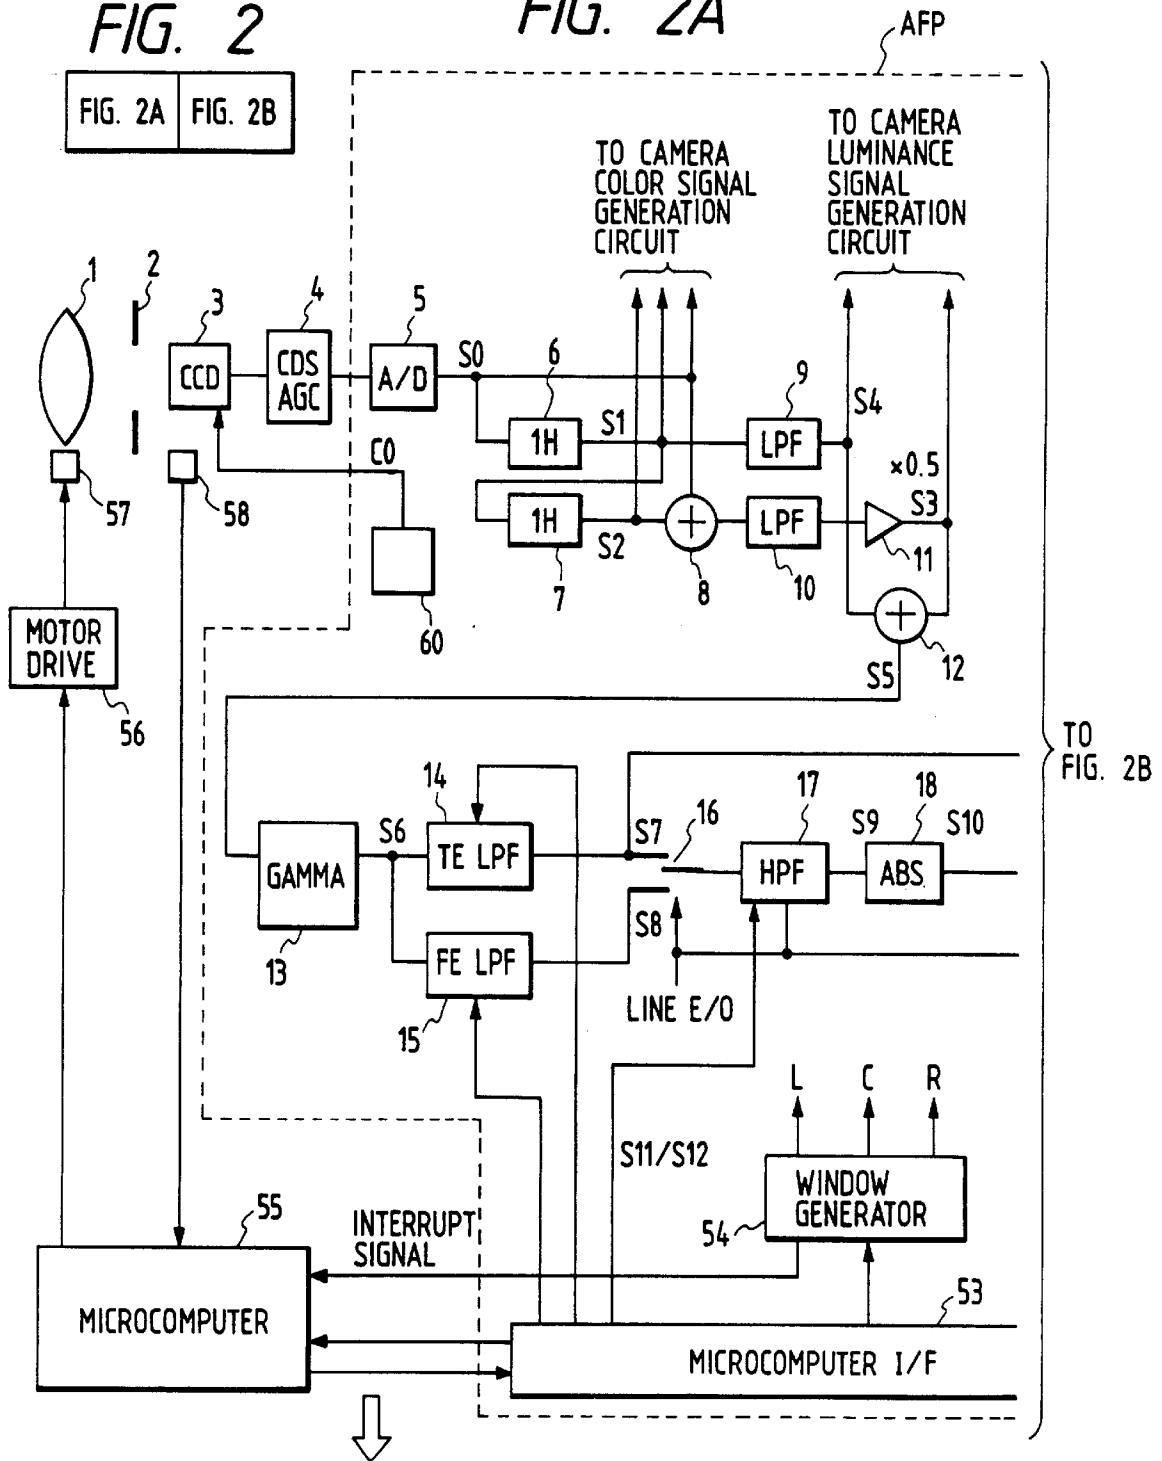 FIG. 2
FIG. 2A
FIG. 2A
FIG. 2B
AFP
TO CAMERA
COLOR SIGNAL
GENERATION
CIRCUIT
TO CAMERA
LUMINANCE
SIGNAL
GENERATION
CIRCUIT
1
2
3
4
5
6
9
CCD
CDS
AGC
A/D
S0
1H
S1
LPF
S4
C0
×0.5
57
58
1H
S2
LPF
S3
11
7
8
10
60
12
S5
MOTOR
DRIVE
56
TO
FIG. 2B
14
16
17
18
S6
S7
S9
S10
GAMMA
TE LPF
HPF
ABS
13
FE LPF
S8
15
LINE E/O
L
C
R
S11/S12
WINDOW
GENERATOR
54
55
INTERRUPT
SIGNAL
53
MICROCOMPUTER
MICROCOMPUTER I/F